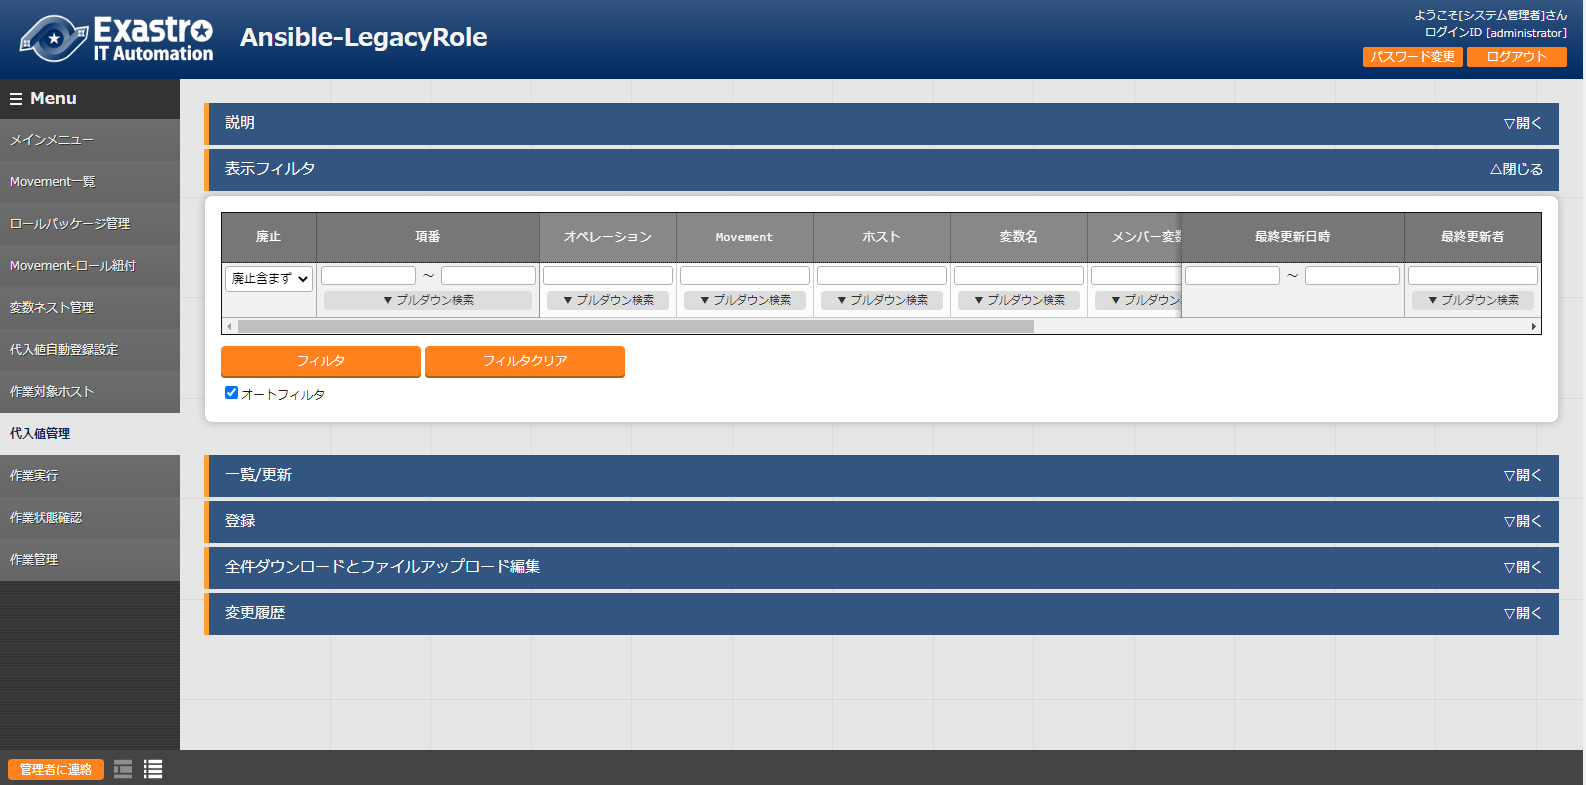 Exastro
IT Automation
Ansible-LegacyRole
ようこそ[システム管理者]さん
ログインID [administrator]
パスワード変更
ログアウト
Menu
メインメニュー
Movement一覧
ロールパッケージ管理
Movement-ロール紐付
変数ネスト管理
代入値自動登録設定
作業対象ホスト
代入値管理
作業実行
作業状態確認
作業管理
説明
▽開く
表示フィルタ
△閉じる
廃止
項番
オペレーション
Movement
ホスト
変数名
メンバー変
最終更新日時
最終更新者
廃止含まず
～
～
▼ プルダウン検索
▼ プルダウン検索
▼ プルダウン検索
▼ プルダウン検索
▼ プルダウン検索
▼ プルダウン
▼ プルダウン検索
フィルタ
フィルタクリア
オートフィルタ
一覧/更新
▽開く
登録
▽開く
全件ダウンロードとファイルアップロード編集
▽開く
変更履歴
▽開く
管理者に連絡